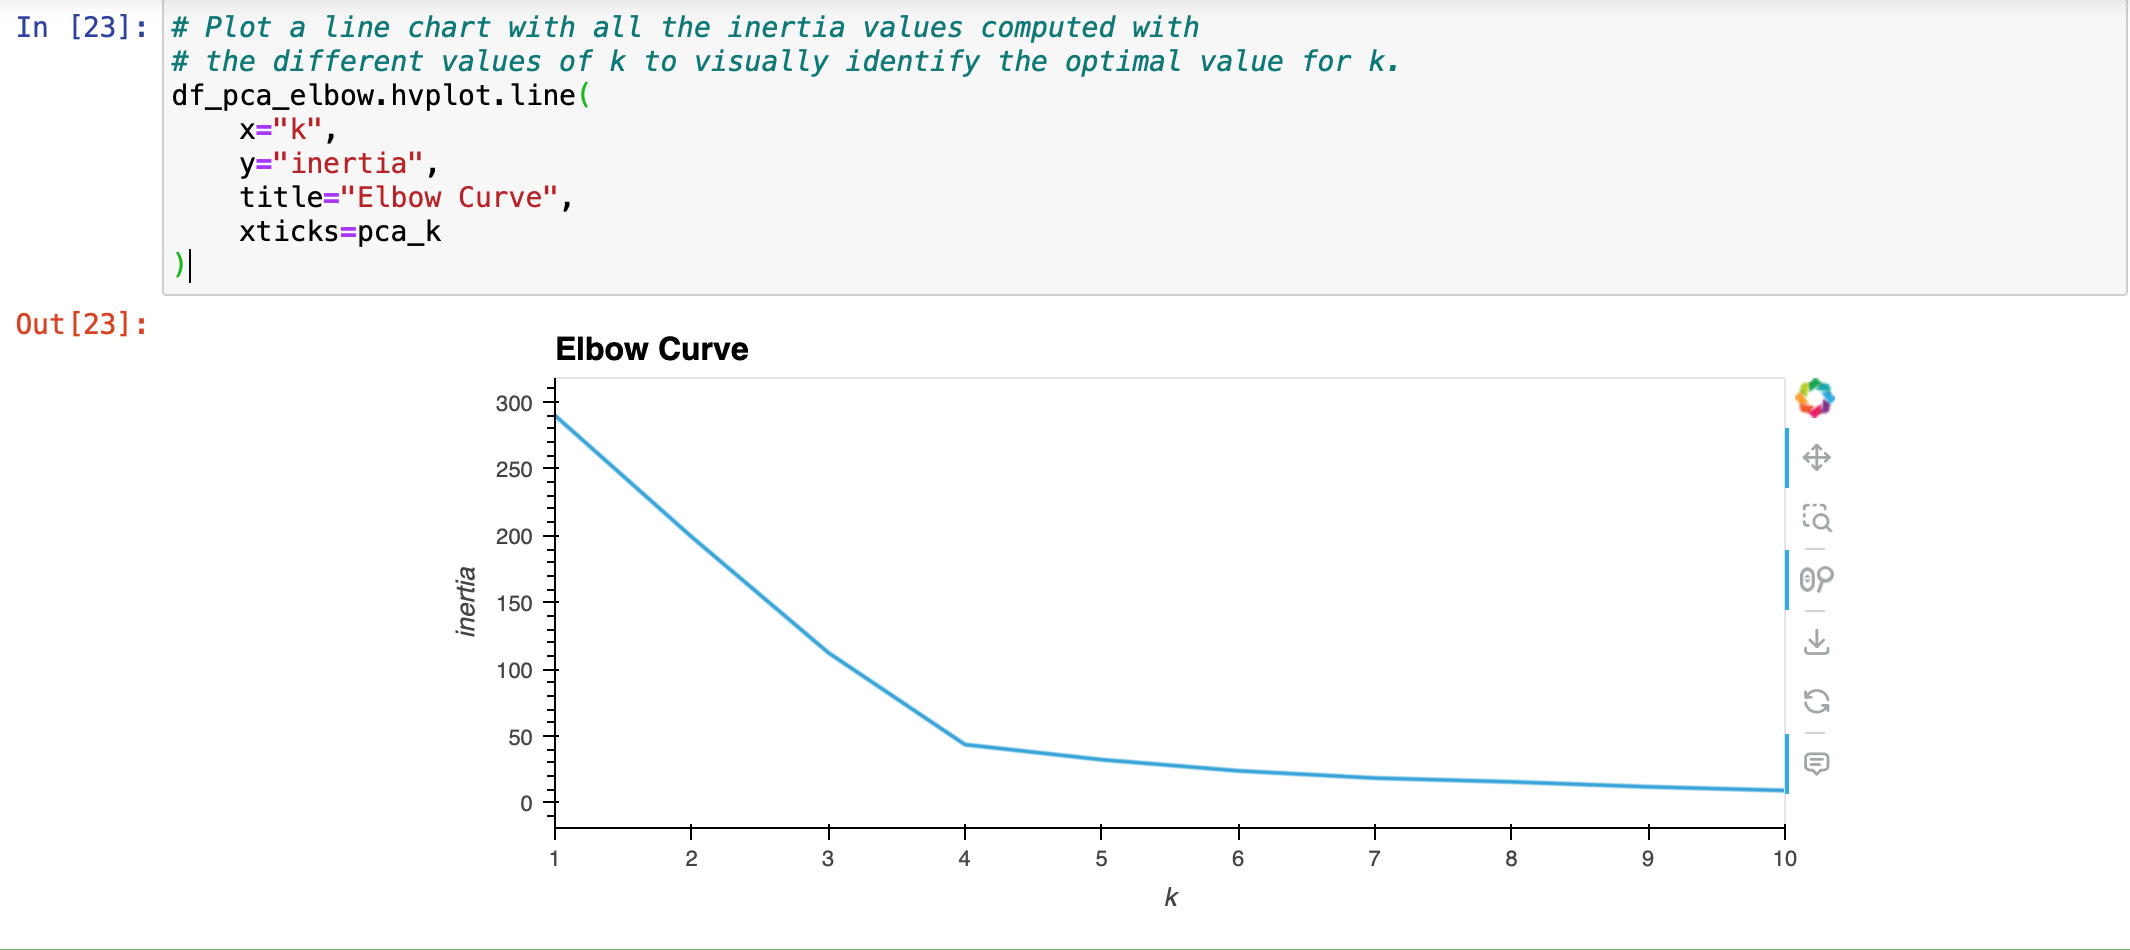 In [23]:
# Plot a line chart with all the inertia values computed with
# the different values of k to visually identify the optimal value for k.
df_pca_elbow.hvplot.line(
    x="k",
    y="inertia",
    title="Elbow Curve",
    xticks=pca_k
)
Out[23]:
Elbow Curve
300
250
200
150
100
50
0
inertia
1 2 3 4 5 6 7 8 9 10
k